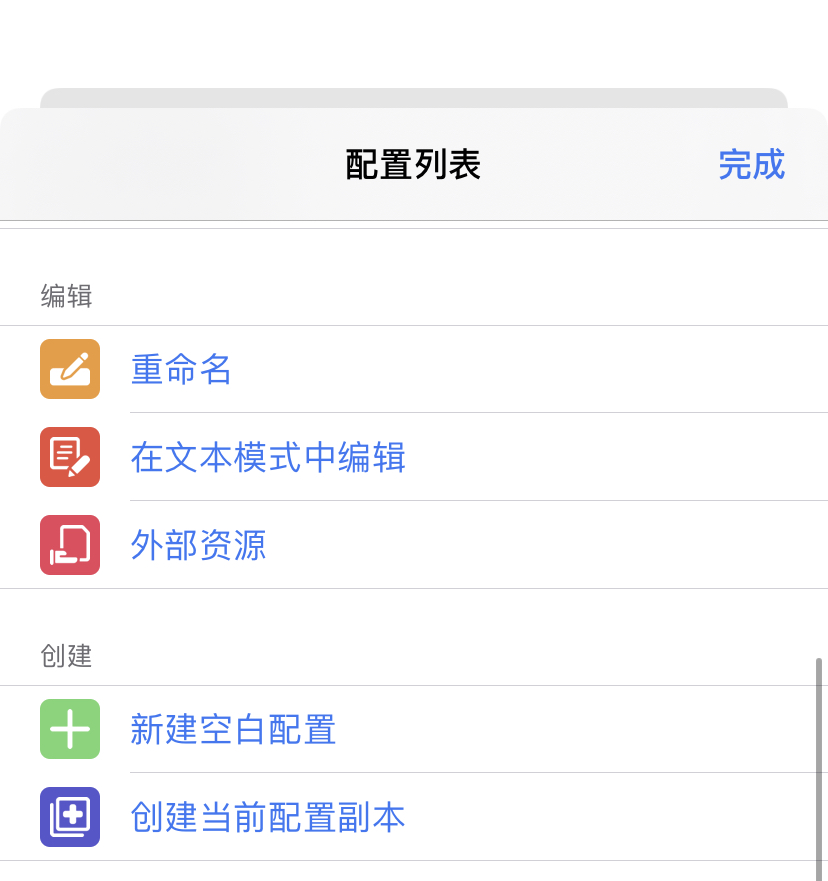 配置列表
完成
编辑
重命名
在文本模式中编辑
外部资源
创建
新建空白配置
创建当前配置副本